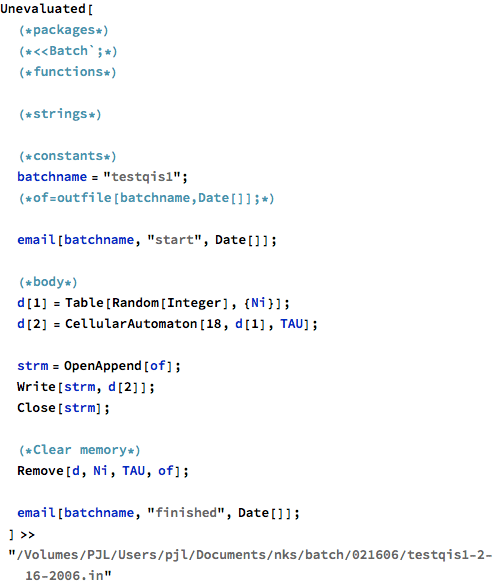 Unevaluated[
(*packages*)
(*<<Batch`;*)
(*functions*)
(*strings*)
(*constants*)
batchname = "testqis1";
(*of=outfile[batchname,Date[]];*)
email[batchname, "start", Date[]];
(*body*)
d[1] = Table[Random[Integer], {Ni}];
d[2] = CellularAutomaton[18, d[1], TAU];
strm = OpenAppend[of];
Write[strm, d[2]];
Close[strm];
(*Clear memory*)
Remove[d, Ni, TAU, of];
email[batchname, "finished", Date[]];
] >>
"/Volumes/PJL/Users/pjl/Documents/nks/batch/021606/testqis1-2-
16-2006.in"